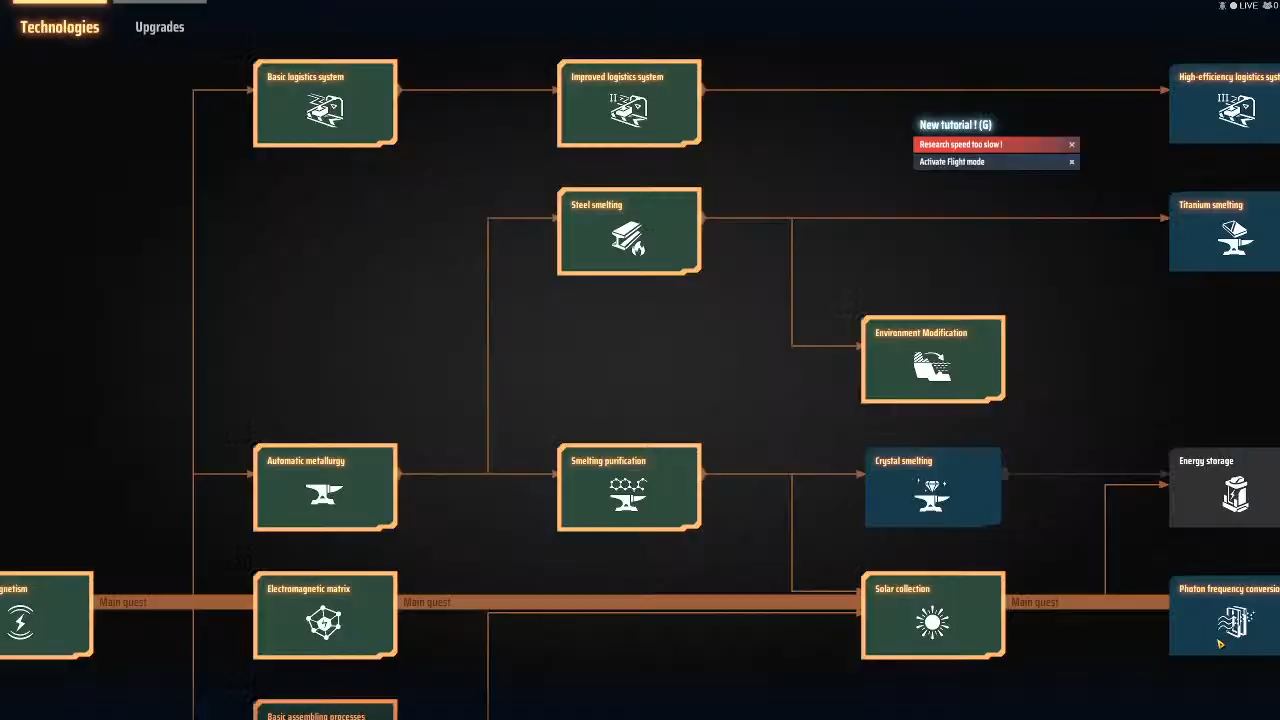 LIVE 0
Technologies
Upgrades
Basic logistics system
Improved logistics system
High-efficiency logistics syst
New tutorial ! (G)
Research speed too slow !
Activate Flight mode
Steel smelting
Titanium smelting
Environment Modification
Automatic metallurgy
Smelting purification
Crystal smelting
Energy storage
gnetism
Main quest
Electromagnetic matrix
Main quest
Solar collection
Main quest
Photon frequency conversio
Basic assembling processes